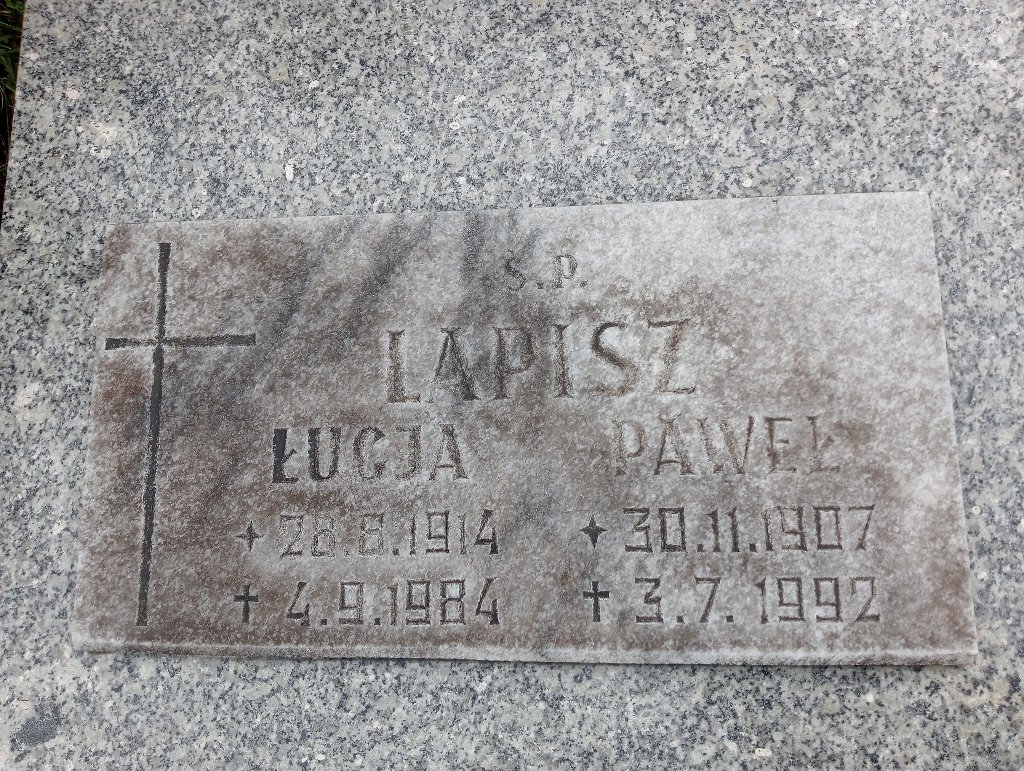 Ś.P.
LAPISZ
ŁUCJA PAWEŁ
28.8.1914 30.11.1907
4.9.1984 3.7.1992